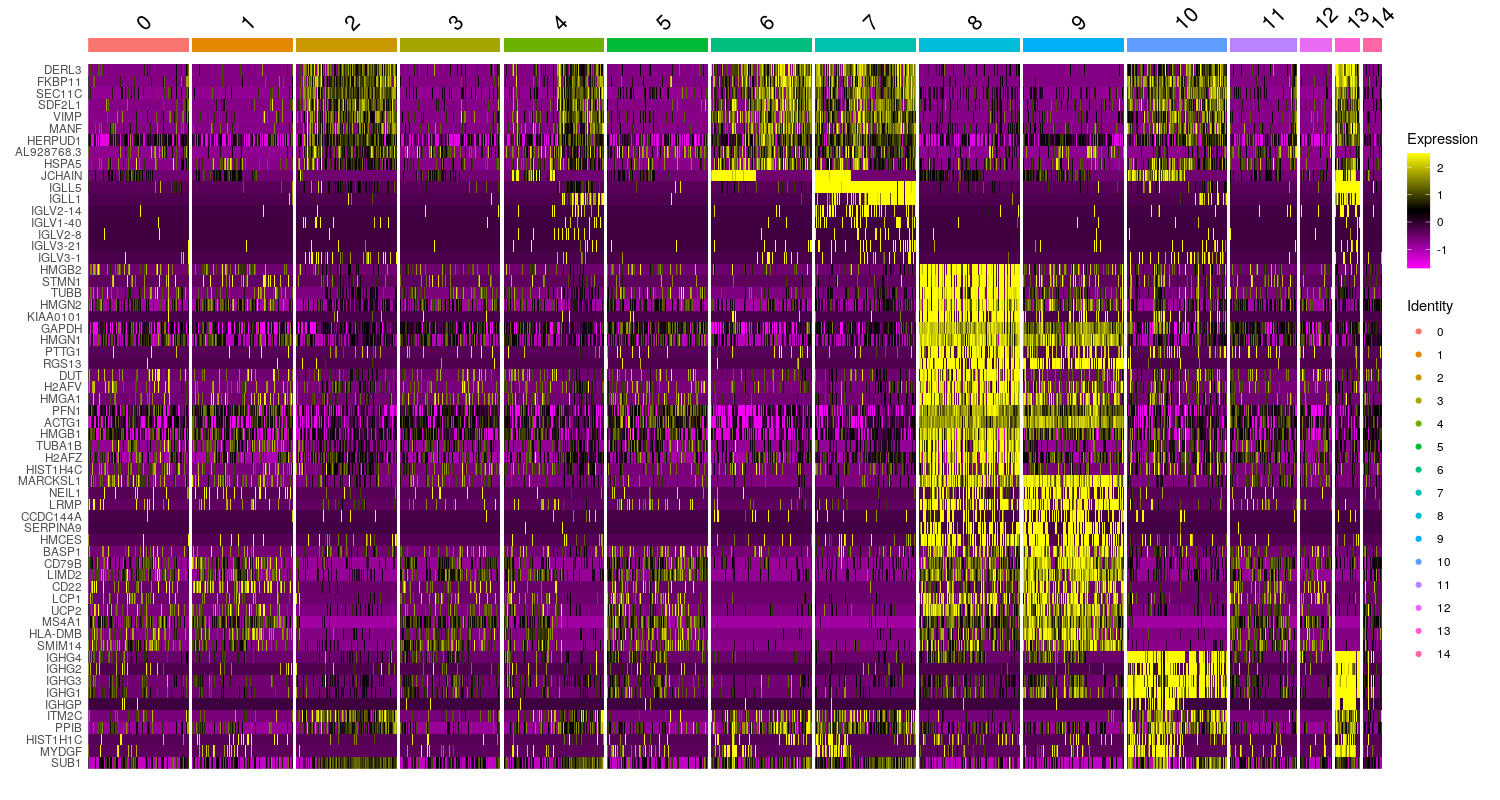 0 1 2 3 4 5 6 7 8 9 10 11 12 13 14
DERL3
FKBP11
SEC11C
SDF2L1
VIMP
MANF
HERPUD1
AL928768.3
HSPA5
JCHAIN
IGLL5
IGLL1
IGLV2-14
IGLV1-40
IGLV2-8
IGLV3-21
IGLV3-1
HMGB2
STMN1
TUBB
HMGN2
KIAA0101
GAPDH
HMGN1
PTTG1
RGS13
DUT
H2AFV
HMGA1
PFN1
ACTG1
HMGB1
TUBA1B
H2AFZ
HIST1H4C
MARCKSL1
NEIL1
LRMP
CCDC144A
SERPINA9
HMCES
BASP1
CD79B
LIMD2
CD22
LCP1
UCP2
MS4A1
HLA-DMB
SMIM14
IGHG4
IGHG2
IGHG3
IGHG1
IGHGP
ITM2C
PPIB
HIST1H1C
MYDGF
SUB1
Expression
2
1
0
-1
Identity
0
1
2
3
4
5
6
7
8
9
10
11
12
13
14